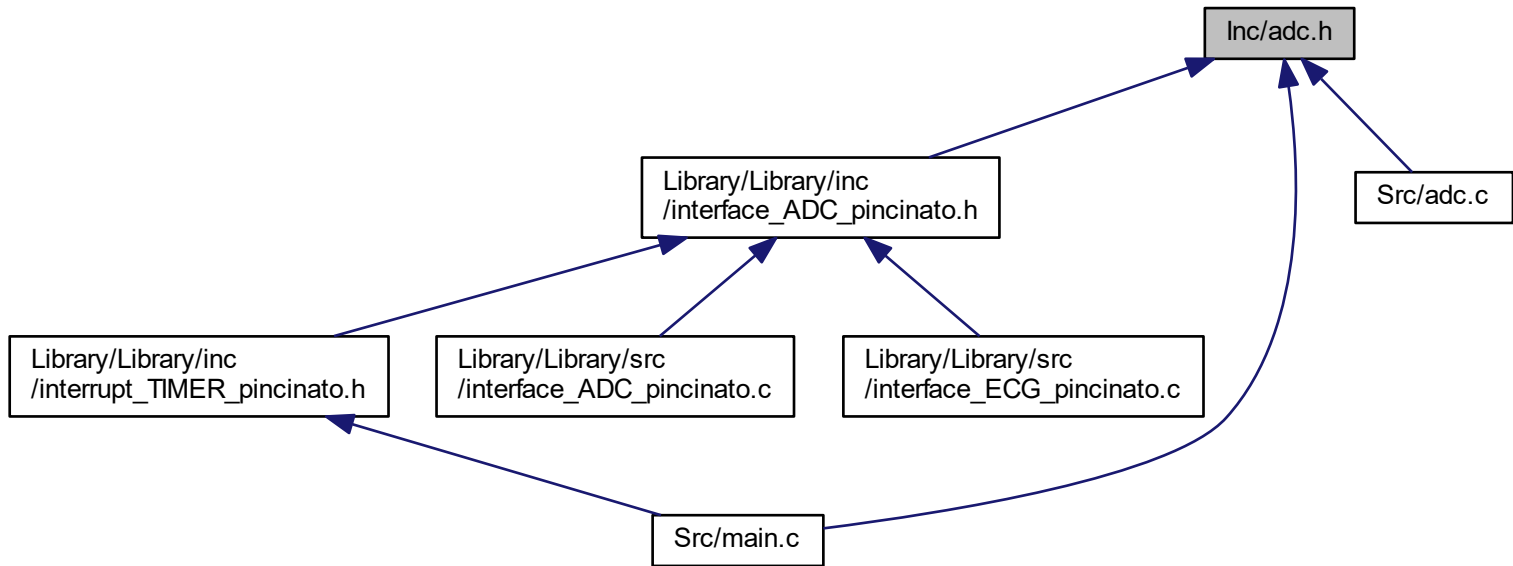 Inc/adc.h
Library/Library/inc
/interface_ADC_pincinato.h
Src/adc.c
Library/Library/inc
/interrupt_TIMER_pincinato.h
Library/Library/src
/interface_ADC_pincinato.c
Library/Library/src
/interface_ECG_pincinato.c
Src/main.c